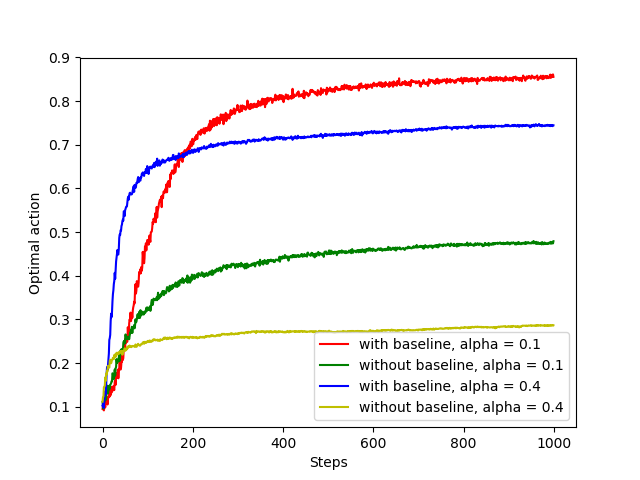 0.9
0.8
0.7
0.6
0.5
0.4
0.3
0.2
0.1
Optimal action
with baseline, alpha = 0.1
without baseline, alpha = 0.1
with baseline, alpha = 0.4
without baseline, alpha = 0.4
0 200 400 600 800 1000
Steps